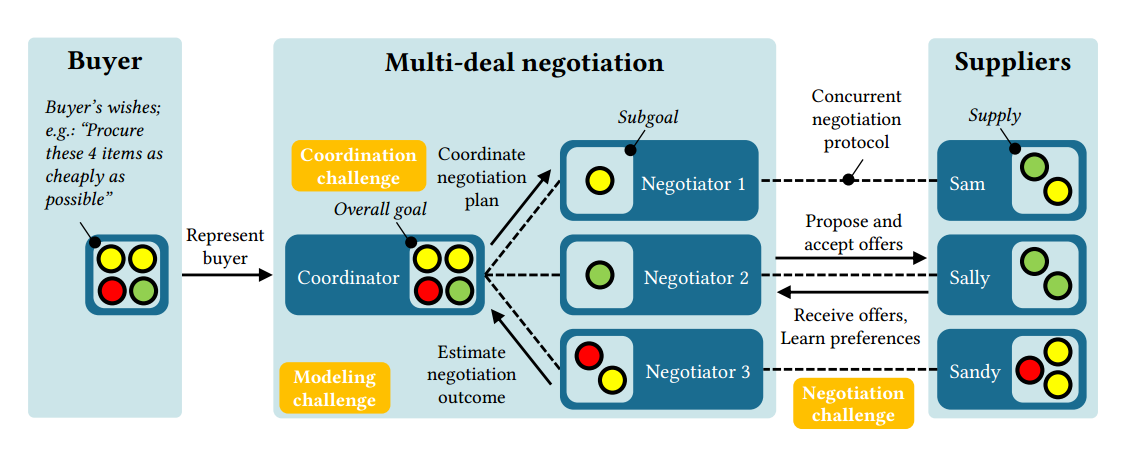 Buyer
Buyer's wishes;
e.g.: “Procure
these 4 items as
cheaply as
possible”
Represent
buyer
Multi-deal negotiation
Coordination
challenge
Coordinate
negotiation
plan
Overall goal
Coordinator
Modeling
challenge
Estimate
negotiation
outcome
Subgoal
Negotiator 1
Negotiator 2
Negotiator 3
Concurrent
negotiation
protocol
Propose and
accept offers
Receive offers,
Learn preferences
Negotiation
challenge
Suppliers
Supply
Sam
Sally
Sandy